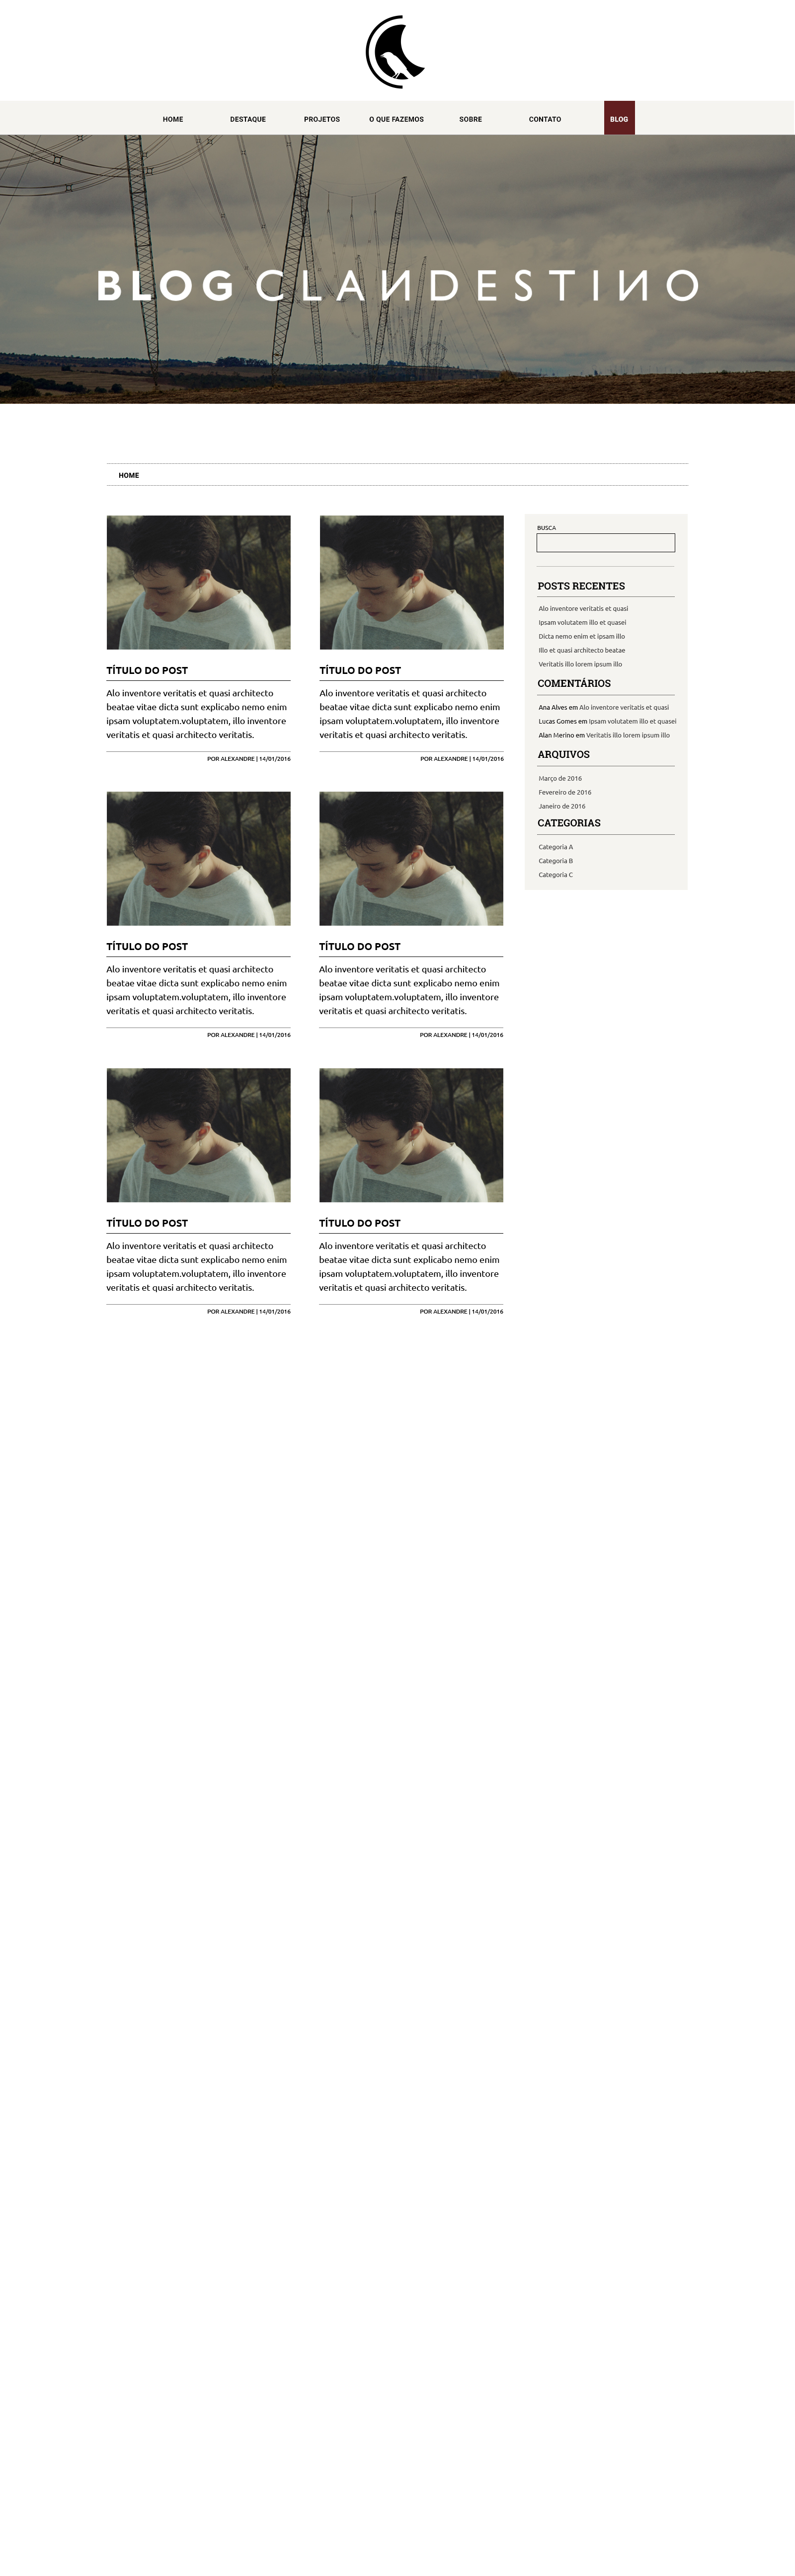 HOME DESTAQUE PROJETOS O QUE FAZEMOS SOBRE CONTATO BLOG
BLOG CLANDESTINO
HOME
TÍTULO DO POST
Alo inventore veritatis et quasi architecto
beatae vitae dicta sunt explicabo nemo enim
ipsam voluptatem.voluptatem, illo inventore
veritatis et quasi architecto veritatis.
POR ALEXANDRE | 14/01/2016
TÍTULO DO POST
Alo inventore veritatis et quasi architecto
beatae vitae dicta sunt explicabo nemo enim
ipsam voluptatem.voluptatem, illo inventore
veritatis et quasi architecto veritatis.
POR ALEXANDRE | 14/01/2016
TÍTULO DO POST
Alo inventore veritatis et quasi architecto
beatae vitae dicta sunt explicabo nemo enim
ipsam voluptatem.voluptatem, illo inventore
veritatis et quasi architecto veritatis.
POR ALEXANDRE | 14/01/2016
TÍTULO DO POST
Alo inventore veritatis et quasi architecto
beatae vitae dicta sunt explicabo nemo enim
ipsam voluptatem.voluptatem, illo inventore
veritatis et quasi architecto veritatis.
POR ALEXANDRE | 14/01/2016
TÍTULO DO POST
Alo inventore veritatis et quasi architecto
beatae vitae dicta sunt explicabo nemo enim
ipsam voluptatem.voluptatem, illo inventore
veritatis et quasi architecto veritatis.
POR ALEXANDRE | 14/01/2016
TÍTULO DO POST
Alo inventore veritatis et quasi architecto
beatae vitae dicta sunt explicabo nemo enim
ipsam voluptatem.voluptatem, illo inventore
veritatis et quasi architecto veritatis.
POR ALEXANDRE | 14/01/2016
BUSCA
POSTS RECENTES
Alo inventore veritatis et quasi
Ipsam volutatem illo et quasei
Dicta nemo enim et ipsam illo
Illo et quasi architecto beatae
Veritatis illo lorem ipsum illo
COMENTÁRIOS
Ana Alves em Alo inventore veritatis et quasi
Lucas Gomes em Ipsam volutatem illo et quasei
Alan Merino em Veritatis illo lorem ipsum illo
ARQUIVOS
Março de 2016
Fevereiro de 2016
Janeiro de 2016
CATEGORIAS
Categoria A
Categoria B
Categoria C